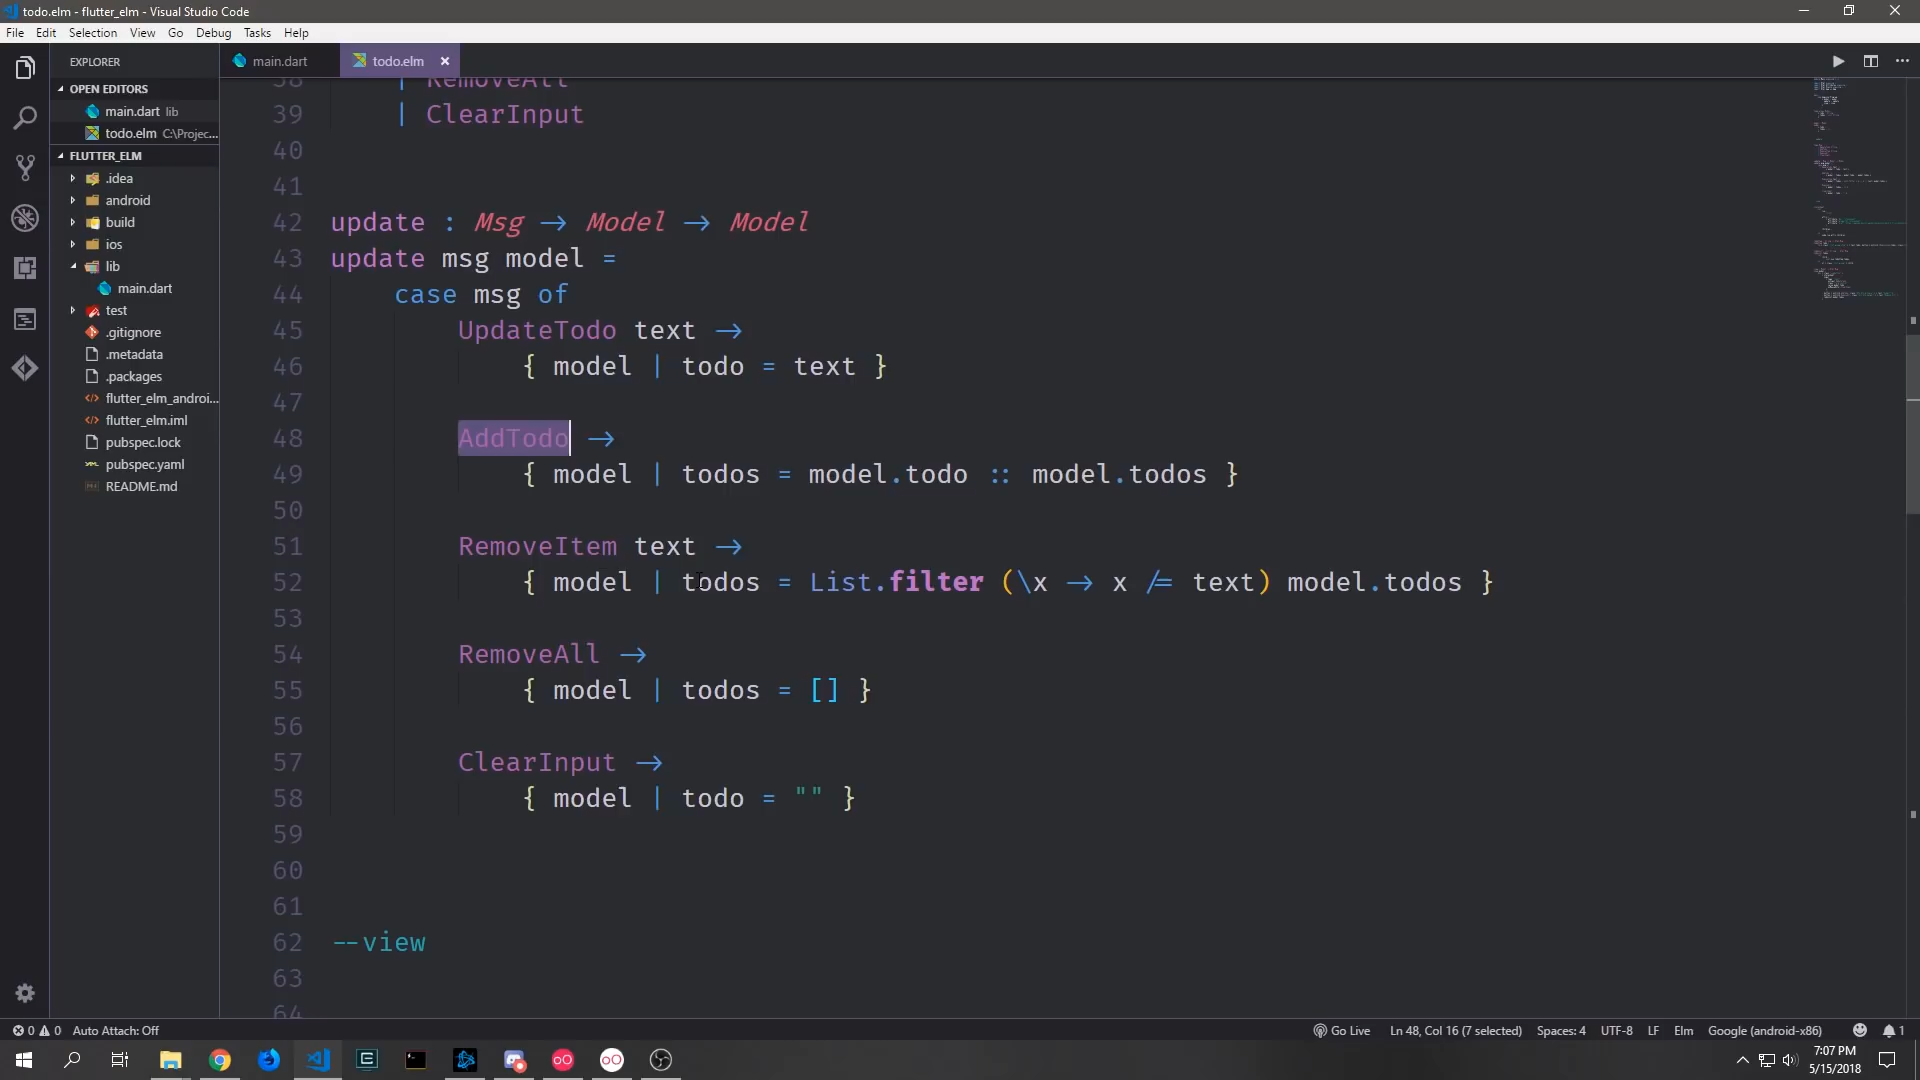 todo.elm - flutter_elm - Visual Studio Code
File Edit Selection View Go Debug Tasks Help
EXPLORER
OPEN EDITORS
main.dart lib
todo.elm C:\Projec...
FLUTTER_ELM
.idea
android
build
ios
lib
main.dart
test
.gitignore
.metadata
.packages
flutter_elm_androi...
flutter_elm.iml
pubspec.lock
pubspec.yaml
README.md
main.dart
todo.elm
38 | RemoveAll
39 | ClearInput
40
41
42 update : Msg → Model → Model
43 update msg model =
44 case msg of
45 UpdateTodo text →
46 { model | todo = text }
47
48 AddTodo →
49 { model | todos = model.todo :: model.todos }
50
51 RemoveItem text →
52 { model | todos = List.filter (\x → x /= text) model.todos }
53
54 RemoveAll →
55 { model | todos = [] }
56
57 ClearInput →
58 { model | todo = "" }
59
60
61
62 --view
63
64
0 0 Auto Attach: Off
Go Live Ln 48, Col 16 (7 selected) Spaces: 4 UTF-8 LF Elm Google (android-x86) 1
7:07 PM
5/15/2018